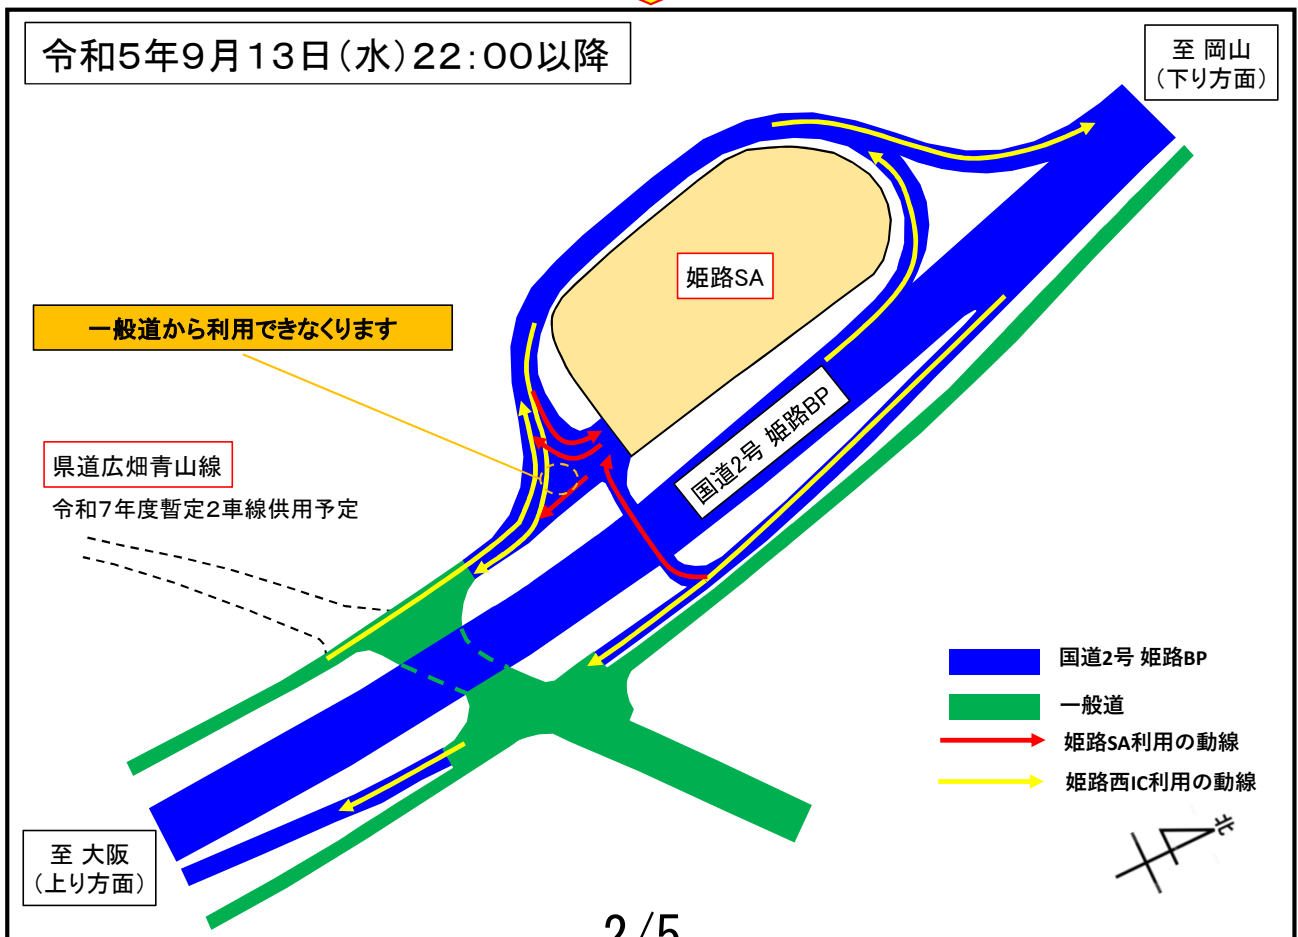 令和5年9月13日(水)22:00以降
至 岡山
(下り方面)
姫路SA
一般道から利用できなくります
国道2号 姫路BP
県道広畑青山線
令和7年度暫定2車線供用予定
国道2号 姫路BP
一般道
姫路SA利用の動線
姫路西IC利用の動線
北
至 大阪
(上り方面)
2/5